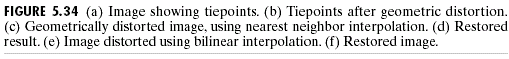 FIGURE 5.34 (a) Image showing tiepoints. (b) Tiepoints after geometric distortion.
(c) Geometrically distorted image, using nearest neighbor interpolation. (d) Restored
result. (e) Image distorted using bilinear interpolation. (f) Restored image.